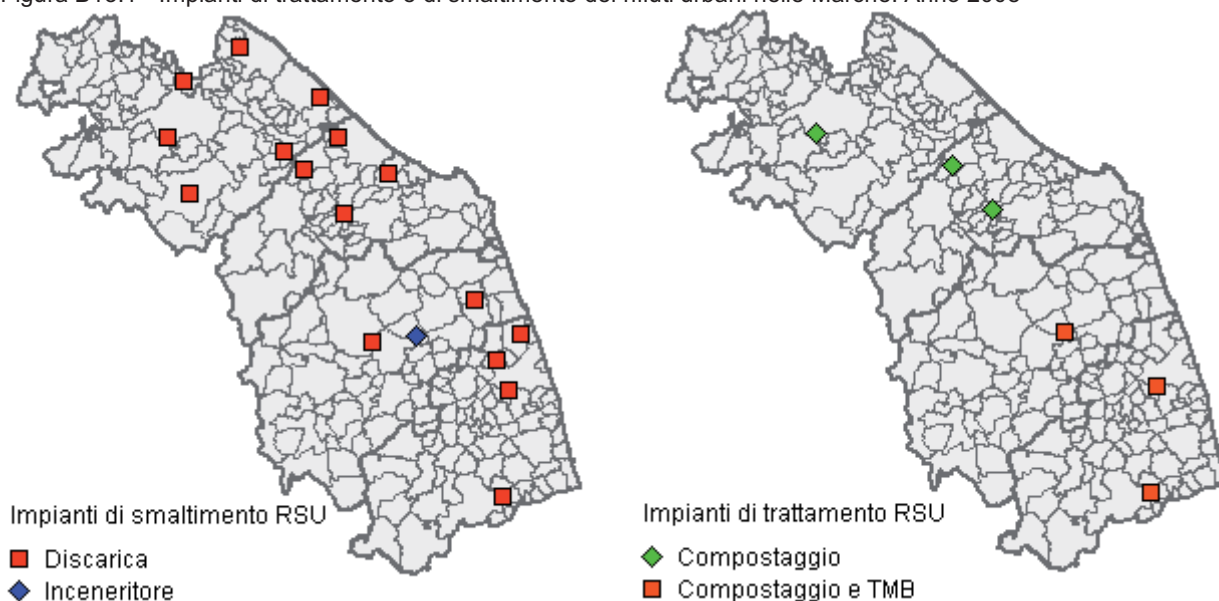 Impianti di smaltimento RSU
Discarica
Inceneritore
Impianti di trattamento RSU
Compostaggio
Compostaggio e TMB